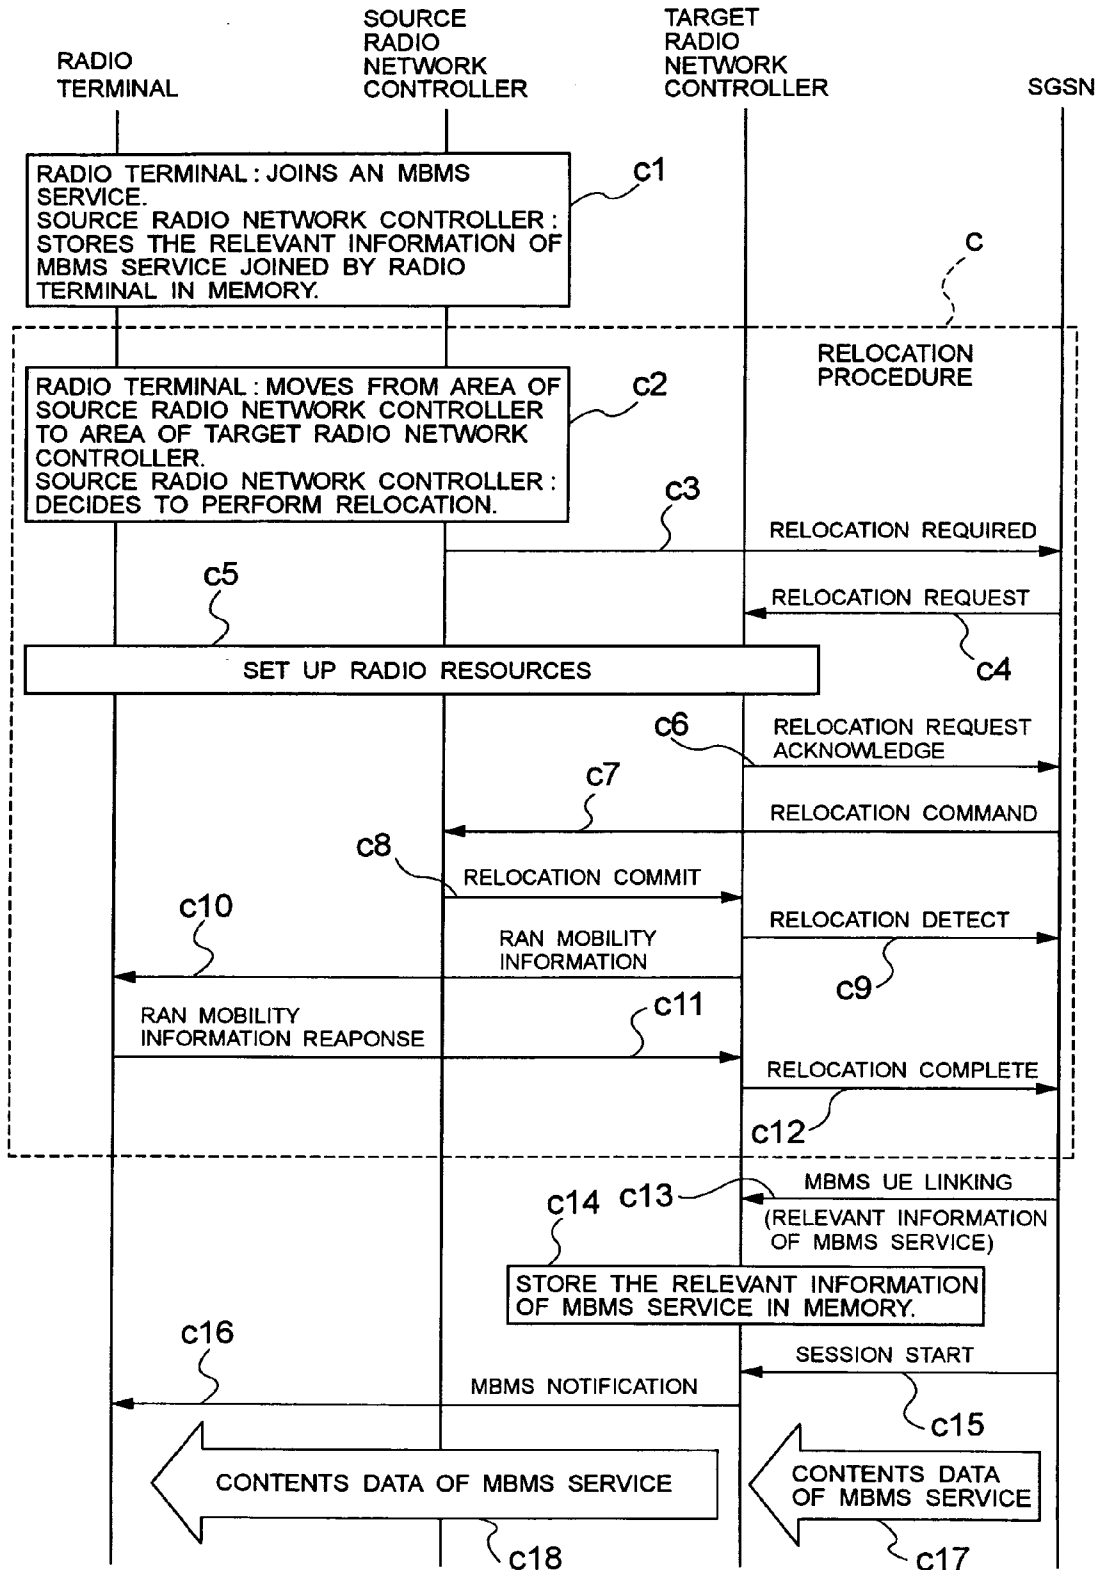 RADIO
TERMINAL
SOURCE
RADIO
NETWORK
CONTROLLER
TARGET
RADIO
NETWORK
CONTROLLER
SGSN
RADIO TERMINAL : JOINS AN MBMS
SERVICE.
SOURCE RADIO NETWORK CONTROLLER :
STORES THE RELEVANT INFORMATION OF
MBMS SERVICE JOINED BY RADIO
TERMINAL IN MEMORY.
c1
c
RELOCATION
PROCEDURE
RADIO TERMINAL : MOVES FROM AREA OF
SOURCE RADIO NETWORK CONTROLLER
TO AREA OF TARGET RADIO NETWORK
CONTROLLER.
SOURCE RADIO NETWORK CONTROLLER :
DECIDES TO PERFORM RELOCATION.
c2
c3
RELOCATION REQUIRED
c5
RELOCATION REQUEST
c4
SET UP RADIO RESOURCES
c6
RELOCATION REQUEST
ACKNOWLEDGE
c7
RELOCATION COMMAND
c8
RELOCATION COMMIT
c10
RAN MOBILITY
INFORMATION
RELOCATION DETECT
c9
RAN MOBILITY
INFORMATION REAPONSE
c11
RELOCATION COMPLETE
c12
c13
MBMS UE LINKING
(RELEVANT INFORMATION
OF MBMS SERVICE)
c14
STORE THE RELEVANT INFORMATION
OF MBMS SERVICE IN MEMORY.
c16
SESSION START
c15
MBMS NOTIFICATION
CONTENTS DATA OF MBMS SERVICE
c18
CONTENTS DATA
OF MBMS SERVICE
c17